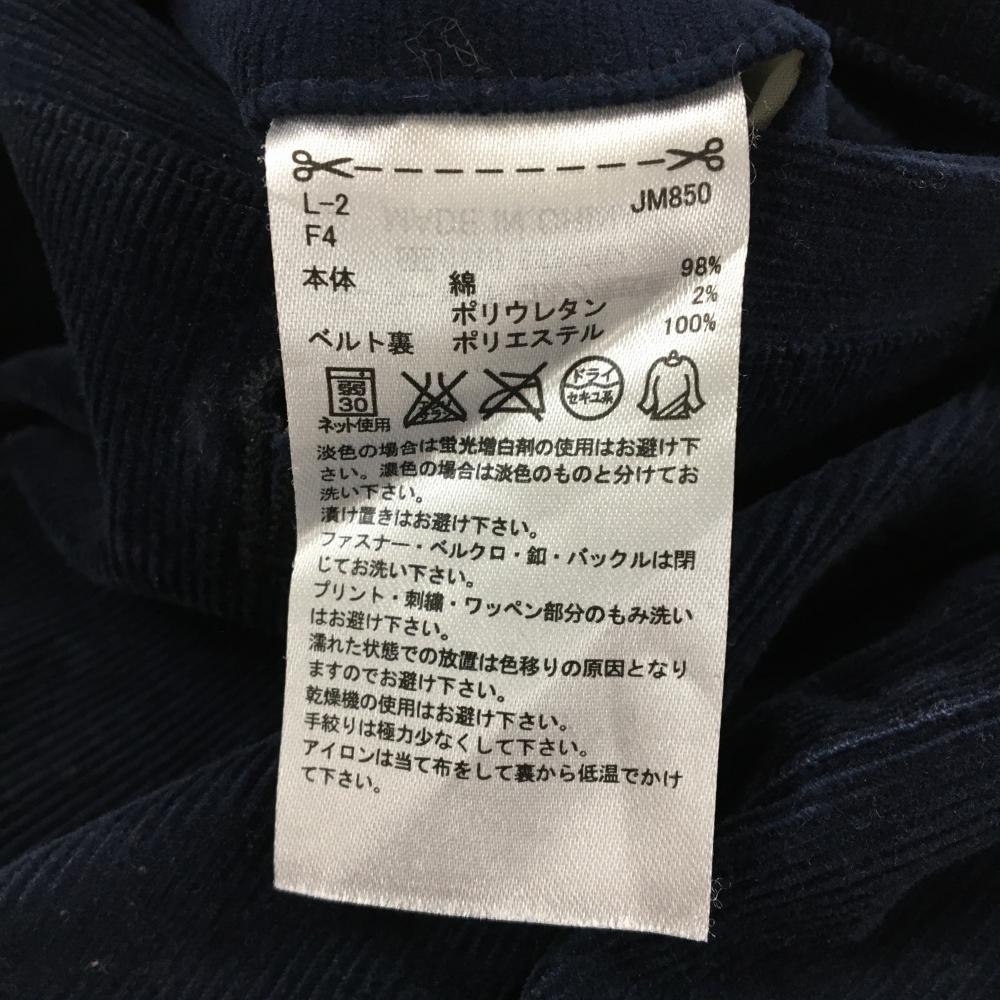 L-2 JM850
F4
本体 綿 98%
ポリウレタン 2%
ベルト裏 ポリエステル 100%
弱 30 ドライ セキユ系
ネット使用
淡色の場合は蛍光増白剤の使用はお避け下
さい。濃色の場合は淡色のものと分けてお
洗い下さい。
漬け置きはお避け下さい。
ファスナー・ベルクロ・釦・バックルは閉
じてお洗い下さい。
プリント・刺繍・ワッペン部分のもみ洗い
はお避け下さい。
濡れた状態での放置は色移りの原因となり
ますのでお避け下さい。
乾燥機の使用はお避け下さい。
手絞りは極力少なくして下さい。
アイロンは当て布をして裏から低温でかけ
て下さい。